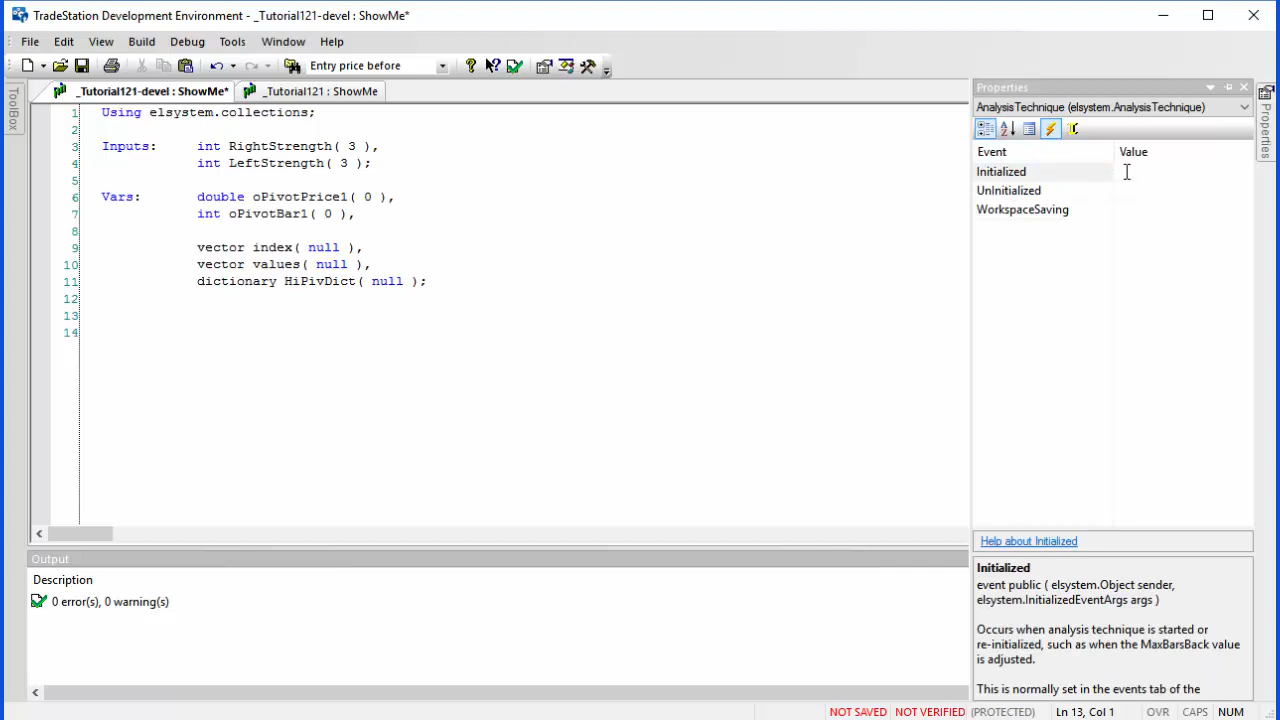 TradeStation Development Environment - _Tutorial121-devel : ShowMe*
File Edit View Build Debug Tools Window Help
Entry price before
_Tutorial121-devel : ShowMe* _Tutorial121 : ShowMe
ToolBox
1 Using elsystem.collections;
2
3 Inputs: int RightStrength( 3 ),
4 int LeftStrength( 3 );
5
6 Vars: double oPivotPrice1( 0 ),
7 int oPivotBar1( 0 ),
8
9 vector index( null ),
10 vector values( null ),
11 dictionary HiPivDict( null );
12
13
14
Properties
AnalysisTechnique (elsystem.AnalysisTechnique)
Event Value
Initialized
UnInitialized
WorkspaceSaving
Properties
Help about Initialized
Initialized
event public ( elsystem.Object sender,
elsystem.InitializedEventArgs args )
Occurs when analysis technique is started or
re-initialized, such as when the MaxBarsBack value
is adjusted.
This is normally set in the events tab of the
Output
Description
0 error(s), 0 warning(s)
NOT SAVED NOT VERIFIED (PROTECTED) Ln 13, Col 1 OVR CAPS NUM